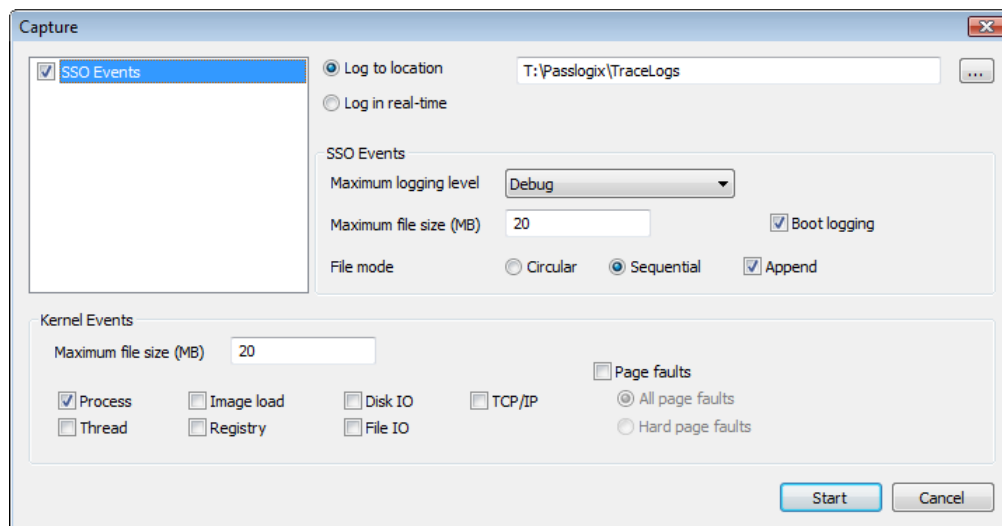 Capture
SSO Events
Log to location
T:\Passlogix\TraceLogs
...
Log in real-time
SSO Events
Maximum logging level
Debug
Maximum file size (MB)
20
Boot logging
File mode
Circular
Sequential
Append
Kernel Events
Maximum file size (MB)
20
Page faults
Process
Image load
Disk IO
TCP/IP
All page faults
Thread
Registry
File IO
Hard page faults
Start
Cancel